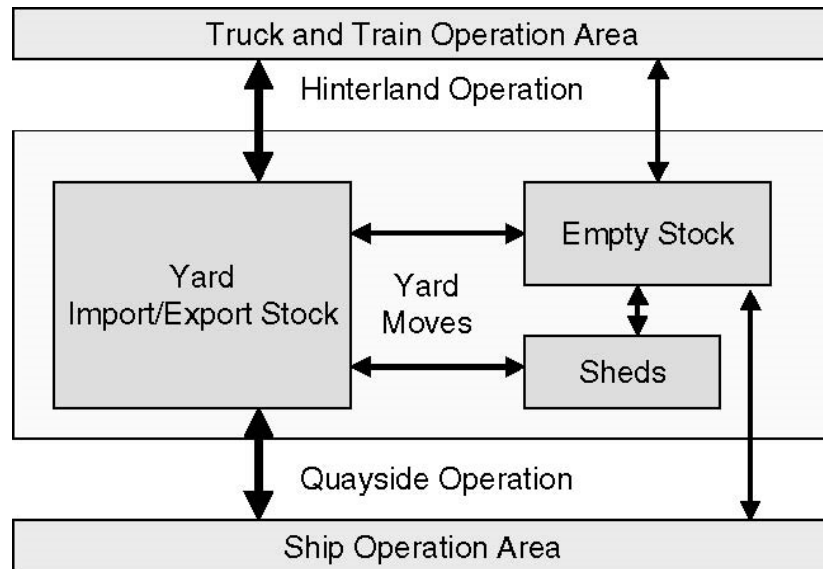 Truck and Train Operation Area
Hinterland Operation
Empty Stock
Yard
Import/Export Stock
Yard
Moves
Sheds
Quayside Operation
Ship Operation Area